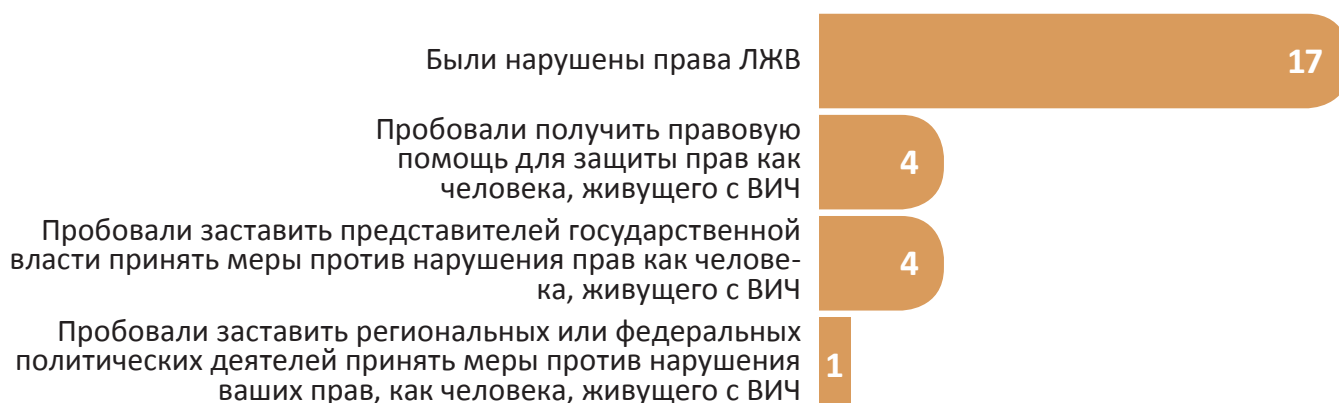 Были нарушены права ЛЖВ
17
Пробовали получить правовую
помощь для защиты прав как
человека, живущего с ВИЧ
4
Пробовали заставить представителей государственной
власти принять меры против нарушения прав как челове-
ка, живущего с ВИЧ
4
Пробовали заставить региональных или федеральных
политических деятелей принять меры против нарушения
ваших прав, как человека, живущего с ВИЧ
1